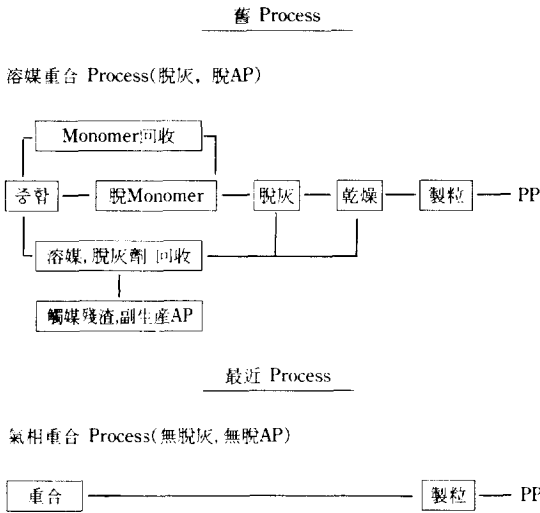 舊 Process
溶媒重合 Process(脫灰, 脫AP)
Monomer回收
중합 脫Monomer 脫灰 乾燥 製粒 PP
溶媒, 脫灰劑 回收
觸媒殘渣,副生産AP
最近 Process
氣相重合 Process(無脫灰, 無脫AP)
重合 製粒 PP